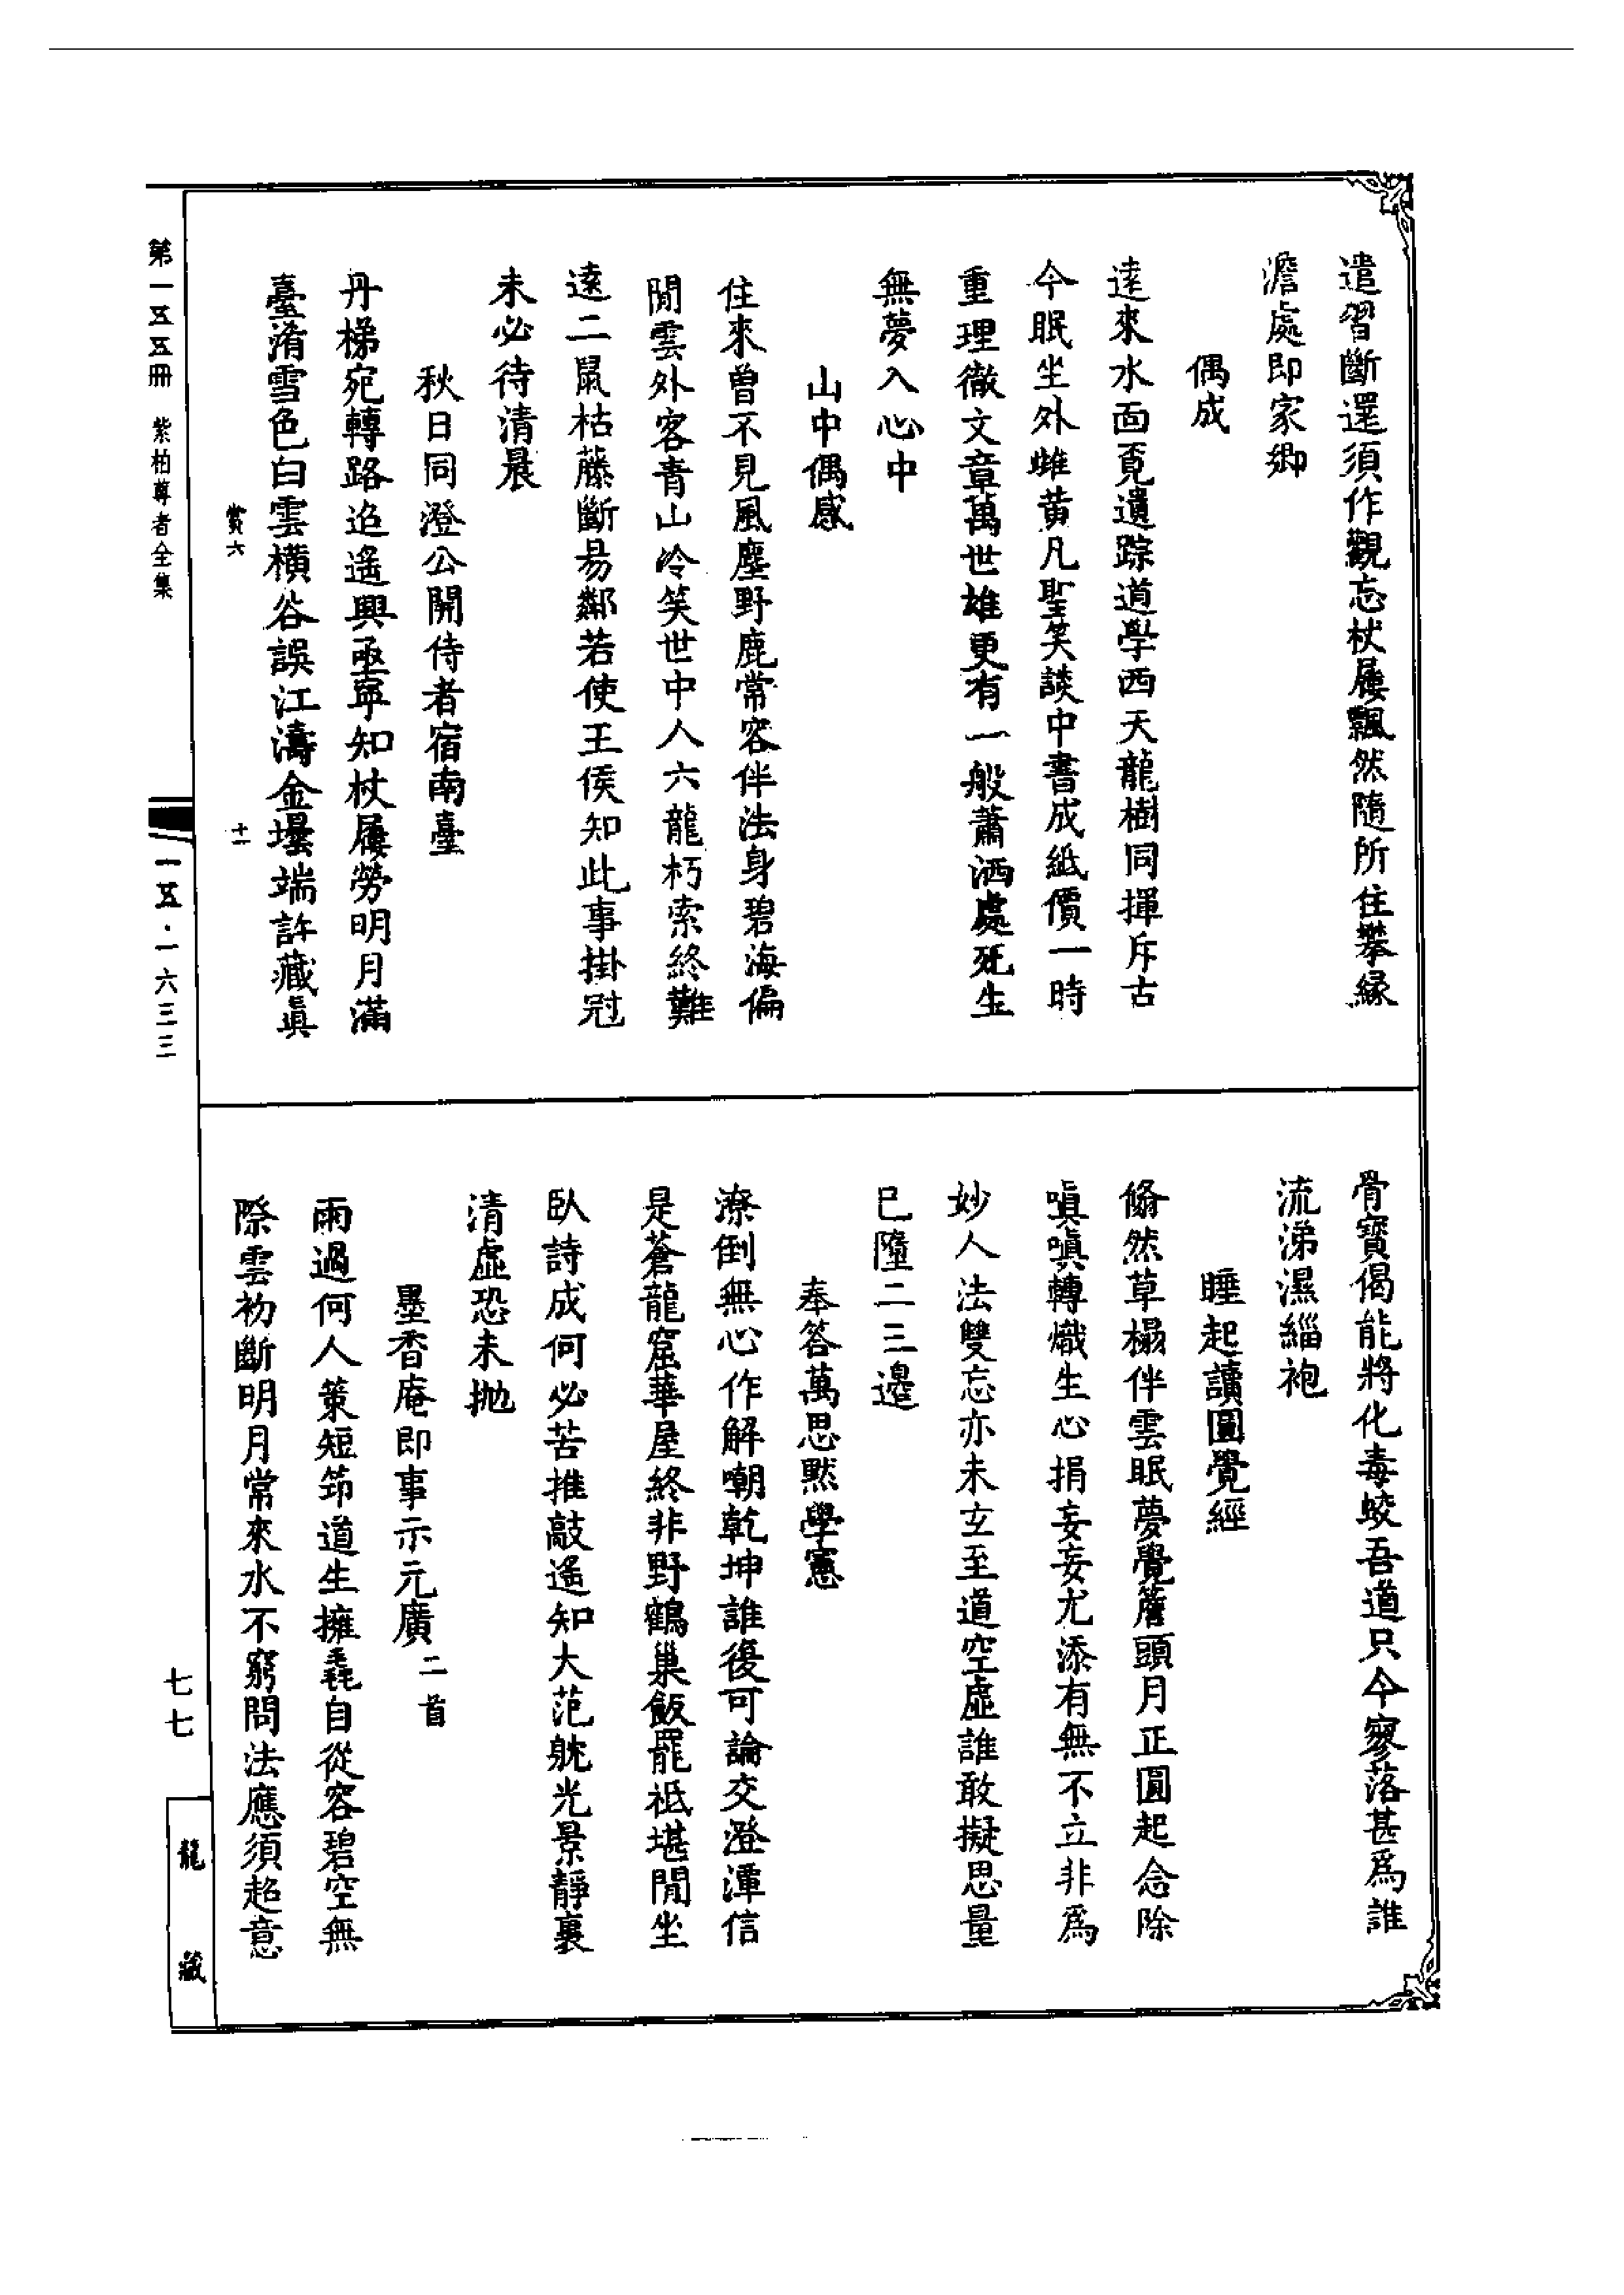 遣習斷還須作觀忘杖屨飄然隨所住攀緣
澹處即家鄉
偶成
遠來水面覓遺踪道學西天龍樹同揮斥古
今眠坐外雌黄凡聖笑談中書成紙價一時
重理徹文章萬世雄更有一般蕭洒處死生
無夢入心中
山中偶感
住來曾不見風塵野鹿常容伴法身碧海偏
閒雲外客青山冷笑世中人六龍朽索終難
遠二鼠枯藤斷易鄰若使王侯知此事掛冠
未必待清晨
秋日同澄公開侍者宿南臺
丹梯宛轉路迢遙興亟寧知杖屨勞明月滿
臺淆雪色白雲橫谷誤江濤金壜端許藏眞
賞六
十一
骨寶偈能將化毒蛟吾道只今寥落甚爲誰
流涕濕緇袍
睡起讀圓覺經
翛然草榻伴雲眠夢覺簷頭月正圓起念除
嗔嗔轉熾生心捐妄妄尤添有無不立非爲
妙人法雙忘亦未玄至道空虛誰敢擬思量
已墮二三邊
奉答萬思默學憲
潦倒無心作解嘲乾坤誰復可論交澄潭信
是蒼龍窟華屋終非野鶴巢飯罷祗堪閒坐
臥詩成何必苦推敲遙知大范躭光景靜裏
清虛恐未拋
墨香庵即事示元廣二首
雨過何人策短筇道生擁毳自從容碧空無
際雲初斷明月常來水不窮問法應須超意
第一五五冊 紫柏尊者全集
一五·一六三三
七七
龍藏